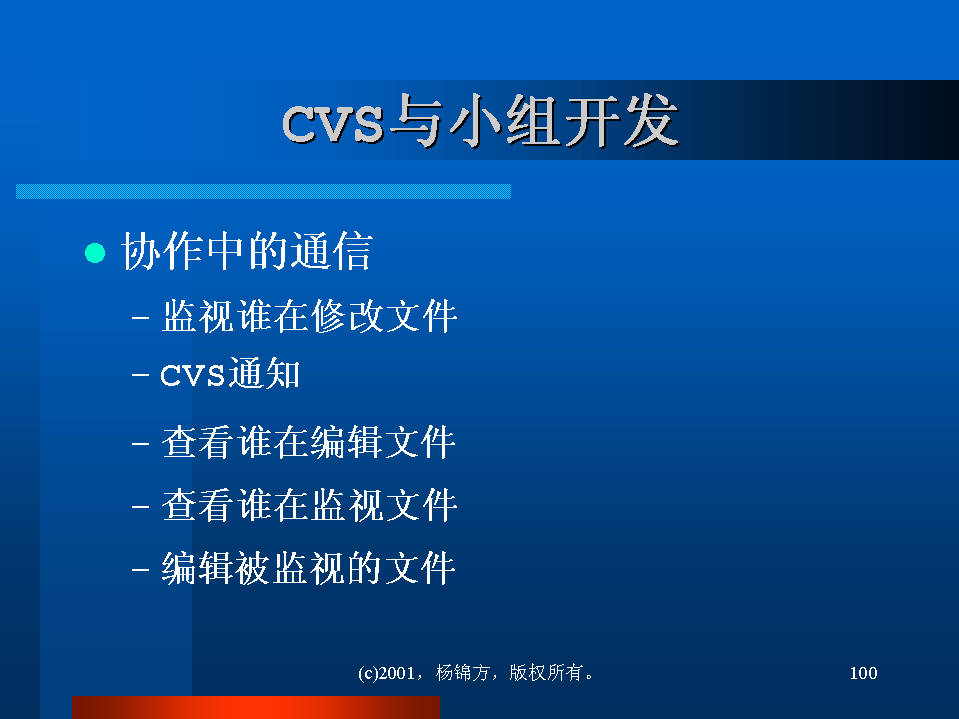 CVS与小组开发
协作中的通信
– 监视谁在修改文件
– CVS通知
– 查看谁在编辑文件
– 查看谁在监视文件
– 编辑被监视的文件
(c)2001，杨锦方，版权所有。
100